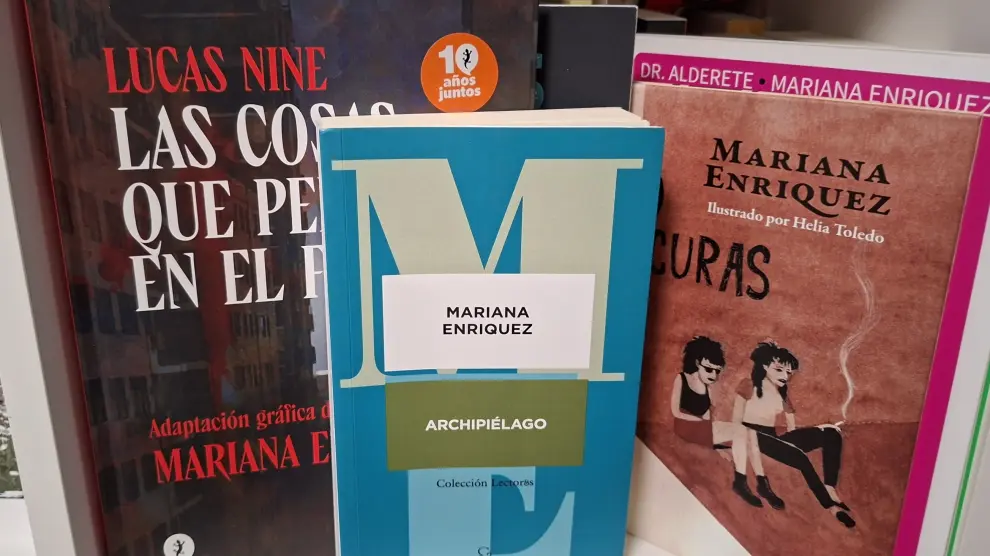 LUCAS NINE
LAS COS
QUE PE
EN EL F
Adaptación gráfica d
MARIANA E
10
años
juntos
M
MARIANA
ENRIQUEZ
ARCHIPIÉLAGO
Colección Lector8s
E
DR. ALDERETE • MARIANA ENRIQUEZ
MARIANA
ENRIQUEZ
Ilustrado por Helia Toledo
CURAS